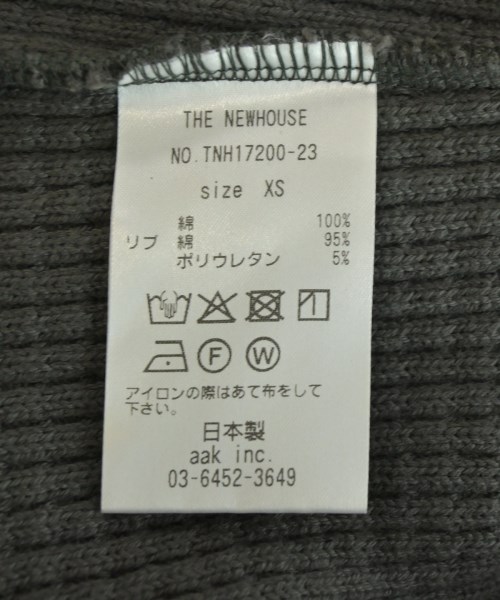 THE NEWHOUSE
NO.TNH17200-23
size XS
綿 100%
リブ 綿 95%
ポリウレタン 5%
F W
アイロンの際はあて布をして
下さい。
日本製
aak inc.
03-6452-3649